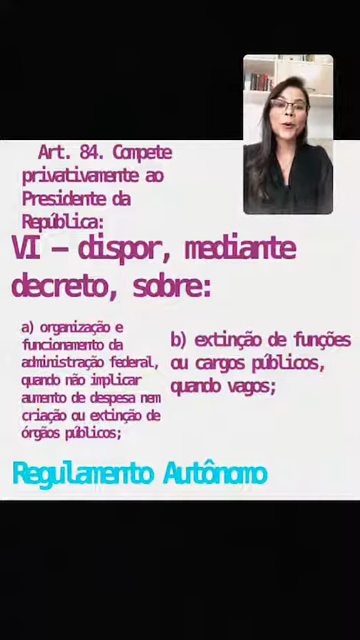 Art. 84. Compete
privativamente ao
Presidente da
República:
VI – dispor, mediante
decreto, sobre:
a) organização e
funcionamento da
administração federal,
quando não implicar
aumento de despesa nem
criação ou extinção de
órgãos públicos;
b) extinção de funções
ou cargos públicos,
quando vagos;
Regulamento Autônomo